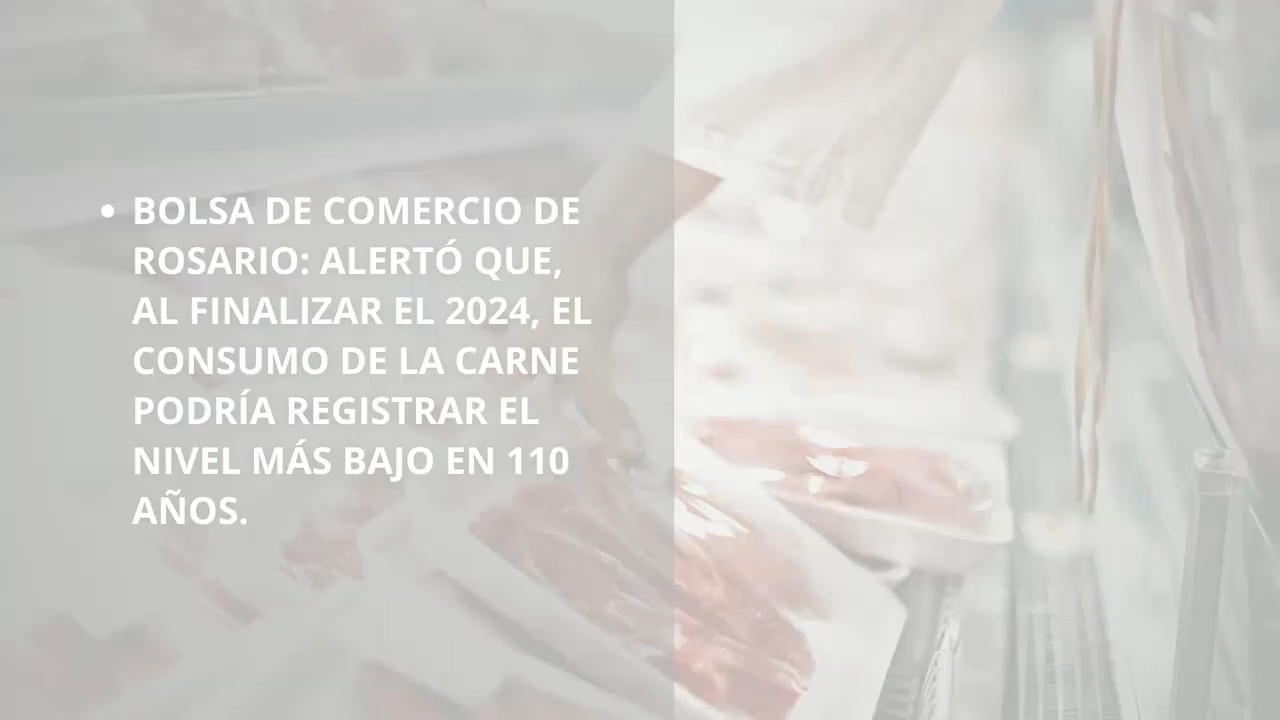 • BOLSA DE COMERCIO DE
ROSARIO: ALERTÓ QUE,
AL FINALIZAR EL 2024, EL
CONSUMO DE LA CARNE
PODRÍA REGISTRAR EL
NIVEL MÁS BAJO EN 110
AÑOS.